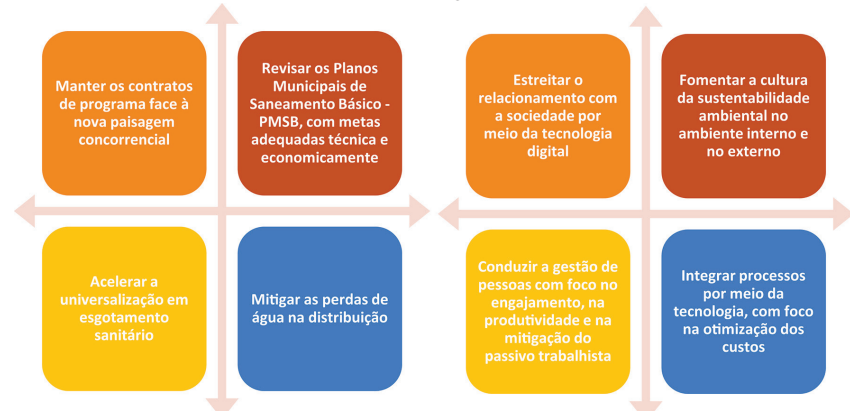 Manter os contratos
de programa face à
nova paisagem
concorrencial
Revisar os Planos
Municipais de
Saneamento Básico -
PMSB, com metas
adequadas técnica e
economicamente
Acelerar a
universalização em
esgotamento
sanitário
Mitigar as perdas de
água na distribuição
Estreitar o
relacionamento com
a sociedade por
meio da tecnologia
digital
Fomentar a cultura
da sustentabilidade
ambiental no
ambiente interno e
no externo
Conduzir a gestão de
pessoas com foco no
engajamento, na
produtividade e na
mitigação do
passivo trabalhista
Integrar processos
por meio da
tecnologia, com foco
na otimização dos
custos